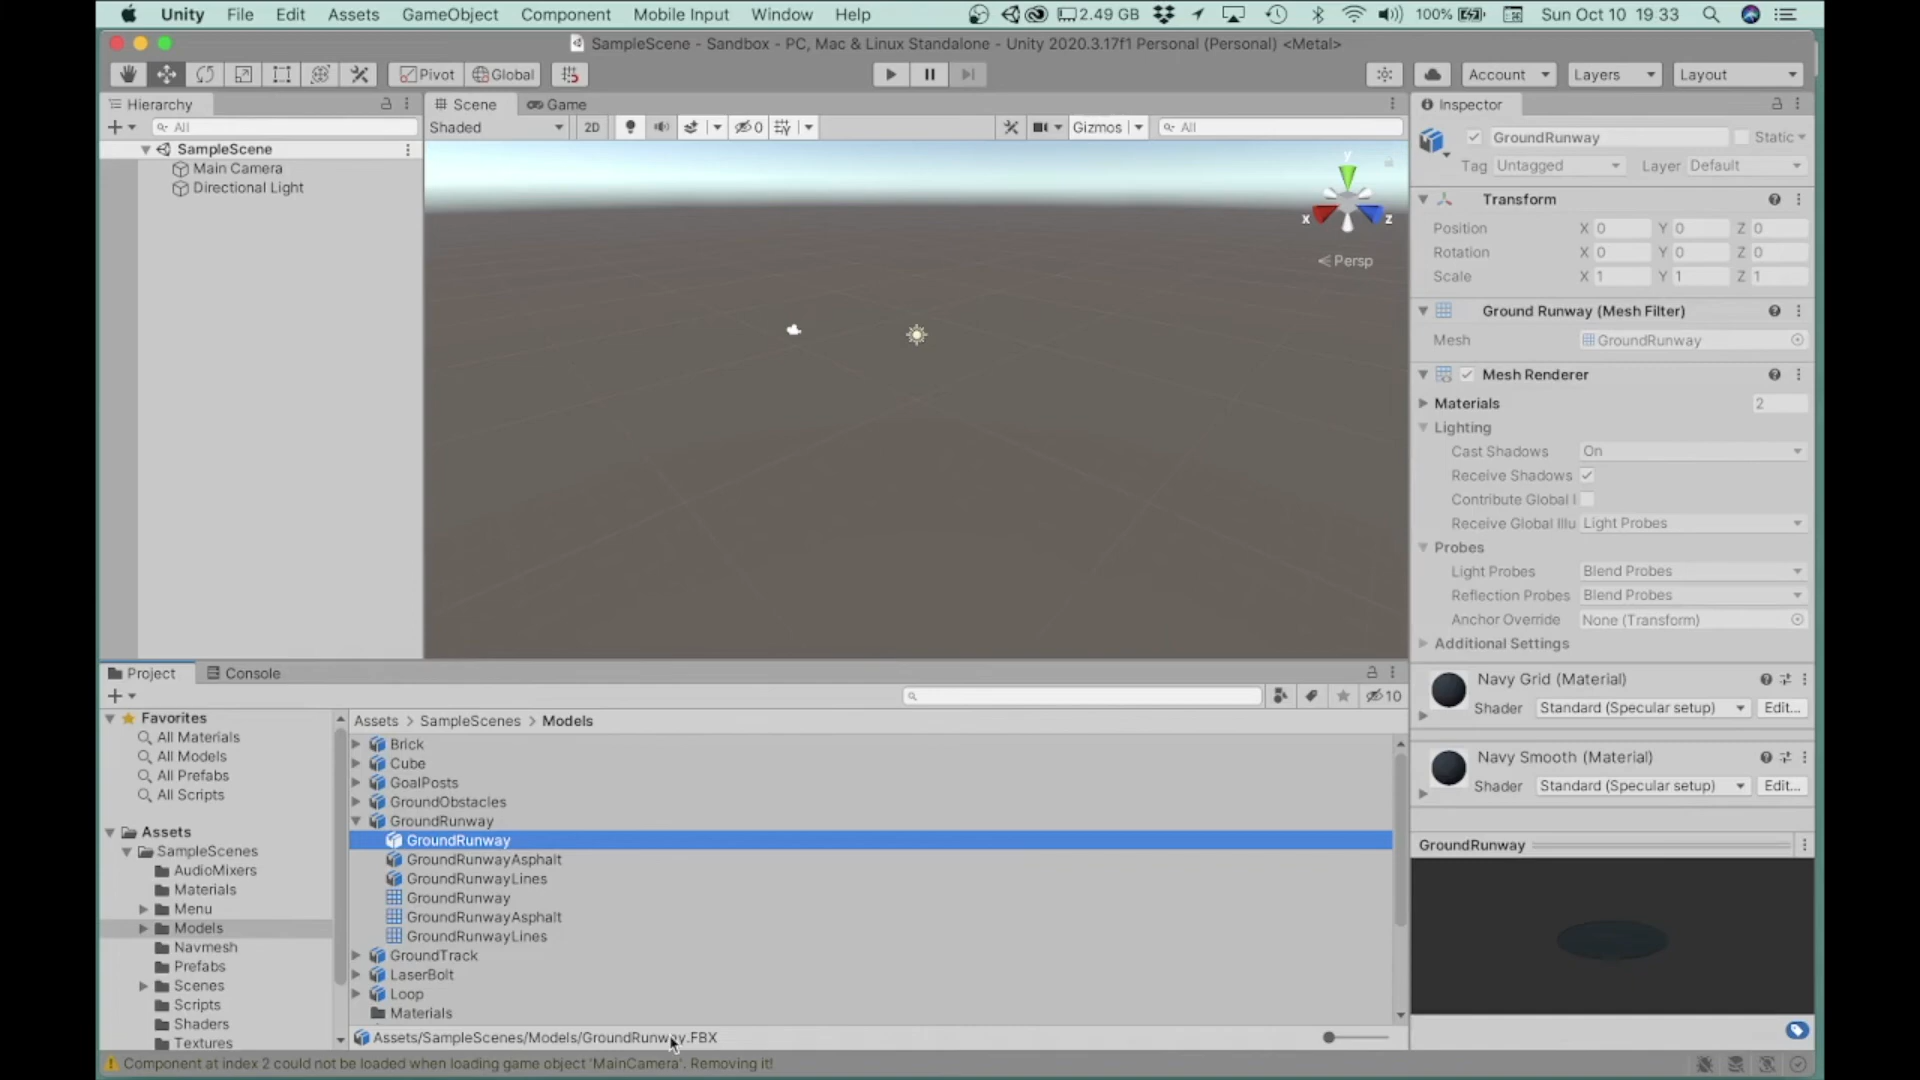 Unity File Edit Assets GameObject Component Mobile Input Window Help 2.49 GB 100% Sun Oct 10 19 33
SampleScene - Sandbox - PC, Mac & Linux Standalone - Unity 2020.3.17f1 Personal (Personal) <Metal>
Pivot Global Account Layers Layout
Hierarchy Scene Game Inspector
All Shaded 2D 0 Gizmos All
GroundRunway Static
Tag Untagged Layer Default
SampleScene
Main Camera
Directional Light
y
x
z
Persp
Transform
Position X 0 Y 0 Z 0
Rotation X 0 Y 0 Z 0
Scale X 1 Y 1 Z 1
Ground Runway (Mesh Filter)
Mesh GroundRunway
Mesh Renderer
Materials 2
Lighting
Cast Shadows On
Receive Shadows
Contribute Global I
Receive Global Illu Light Probes
Probes
Light Probes Blend Probes
Reflection Probes Blend Probes
Anchor Override None (Transform)
Additional Settings
Navy Grid (Material)
Shader Standard (Specular setup) Edit...
Navy Smooth (Material)
Shader Standard (Specular setup) Edit...
GroundRunway
Project Console
10
Favorites
All Materials
All Models
All Prefabs
All Scripts
Assets
SampleScenes
AudioMixers
Materials
Menu
Models
Navmesh
Prefabs
Scenes
Scripts
Shaders
Textures
Assets > SampleScenes > Models
Brick
Cube
GoalPosts
GroundObstacles
GroundRunway
GroundRunway
GroundRunwayAsphalt
GroundRunwayLines
GroundRunway
GroundRunwayAsphalt
GroundRunwayLines
GroundTrack
LaserBolt
Loop
Materials
Assets/SampleScenes/Models/GroundRunway.FBX
Component at index 2 could not be loaded when loading game object 'MainCamera'. Removing it!